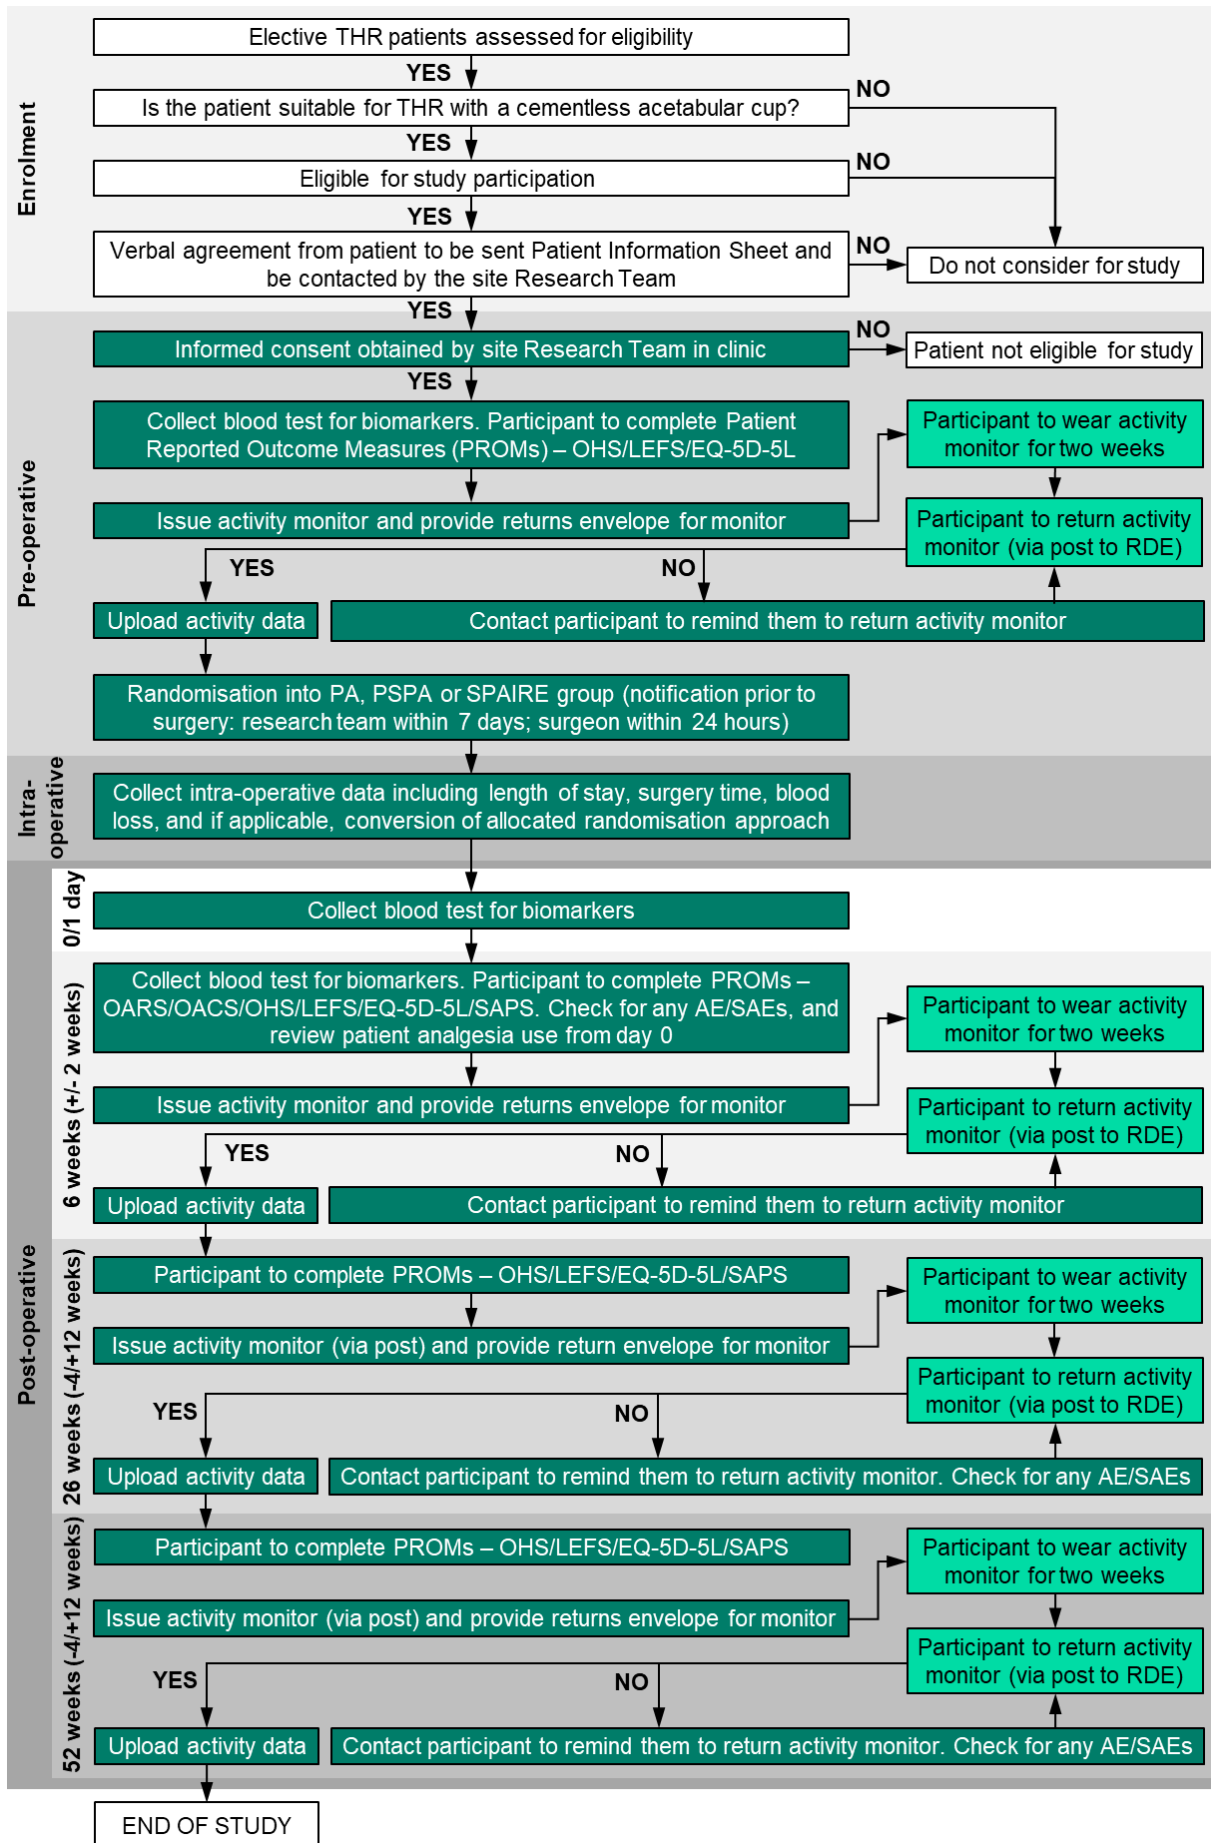 Enrolment
Elective THR patients assessed for eligibility
YES
Is the patient suitable for THR with a cementless acetabular cup?
NO
YES
Eligible for study participation
NO
YES
Verbal agreement from patient to be sent Patient Information Sheet and
be contacted by the site Research Team
NO
Do not consider for study
YES
Pre-operative
Informed consent obtained by site Research Team in clinic
NO
Patient not eligible for study
YES
Collect blood test for biomarkers. Participant to complete Patient
Reported Outcome Measures (PROMs) – OHS/LEFS/EQ-5D-5L
Participant to wear activity
monitor for two weeks
Issue activity monitor and provide returns envelope for monitor
Participant to return activity
monitor (via post to RDE)
YES
NO
Upload activity data
Contact participant to remind them to return activity monitor
Randomisation into PA, PSPA or SPAIRE group (notification prior to
surgery: research team within 7 days; surgeon within 24 hours)
Intra-
operative
Collect intra-operative data including length of stay, surgery time, blood
loss, and if applicable, conversion of allocated randomisation approach
Post-operative
0/1 day
Collect blood test for biomarkers
6 weeks (+/- 2 weeks)
Collect blood test for biomarkers. Participant to complete PROMs –
OARS/OACS/OHS/LEFS/EQ-5D-5L/SAPS. Check for any AE/SAEs, and
review patient analgesia use from day 0
Participant to wear activity
monitor for two weeks
Issue activity monitor and provide returns envelope for monitor
Participant to return activity
monitor (via post to RDE)
YES
NO
Upload activity data
Contact participant to remind them to return activity monitor
26 weeks (-4/+12 weeks)
Participant to complete PROMs – OHS/LEFS/EQ-5D-5L/SAPS
Participant to wear activity
monitor for two weeks
Issue activity monitor (via post) and provide return envelope for monitor
Participant to return activity
monitor (via post to RDE)
YES
NO
Upload activity data
Contact participant to remind them to return activity monitor. Check for any AE/SAEs
52 weeks (-4/+12 weeks)
Participant to complete PROMs – OHS/LEFS/EQ-5D-5L/SAPS
Participant to wear activity
monitor for two weeks
Issue activity monitor (via post) and provide returns envelope for monitor
Participant to return activity
monitor (via post to RDE)
YES
NO
Upload activity data
Contact participant to remind them to return activity monitor. Check for any AE/SAEs
END OF STUDY